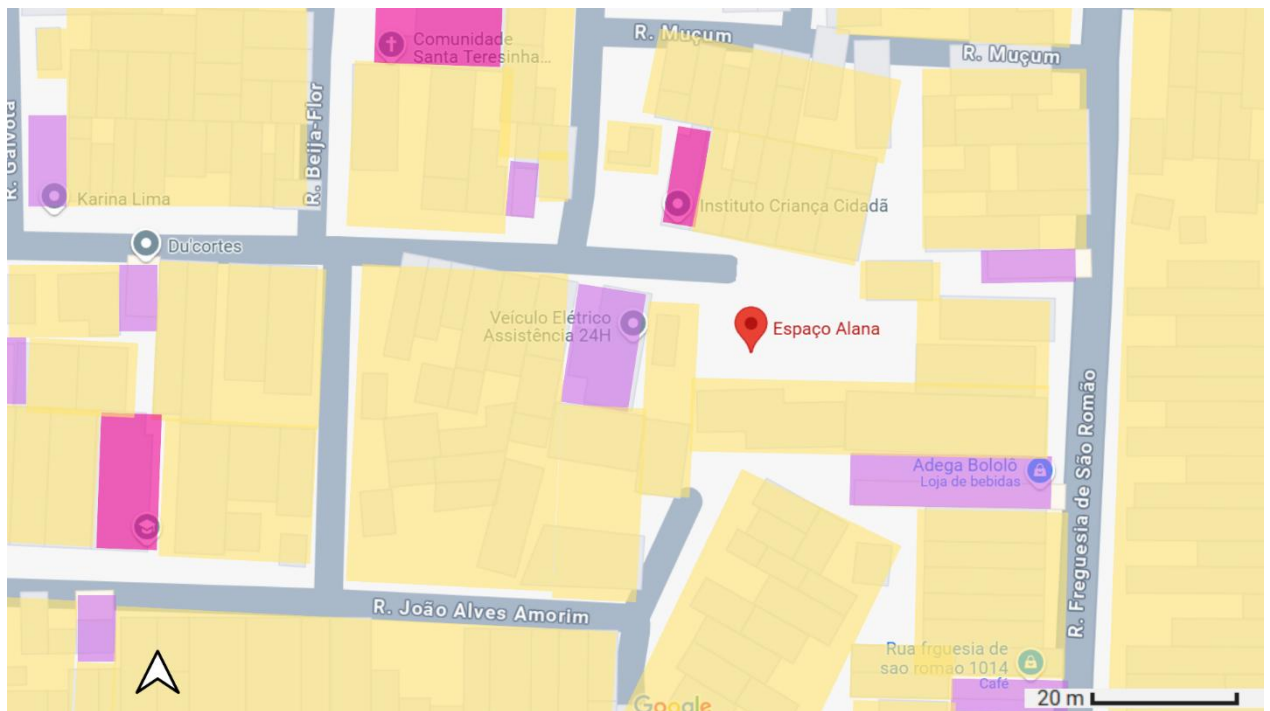 Comunidade
Santa Teresinha...
R. Muçum
R. Muçum
R. Gaivota
R. Beija-Flor
Karina Lima
Instituto Criança Cidadã
Du'cortes
Veículo Elétrico
Assistência 24H
Espaço Alana
R. Freguesia de São Romão
Adega Bololô
Loja de bebidas
R. João Alves Amorim
Rua frguesia de
sao romao 1014
Café
20 m
Google